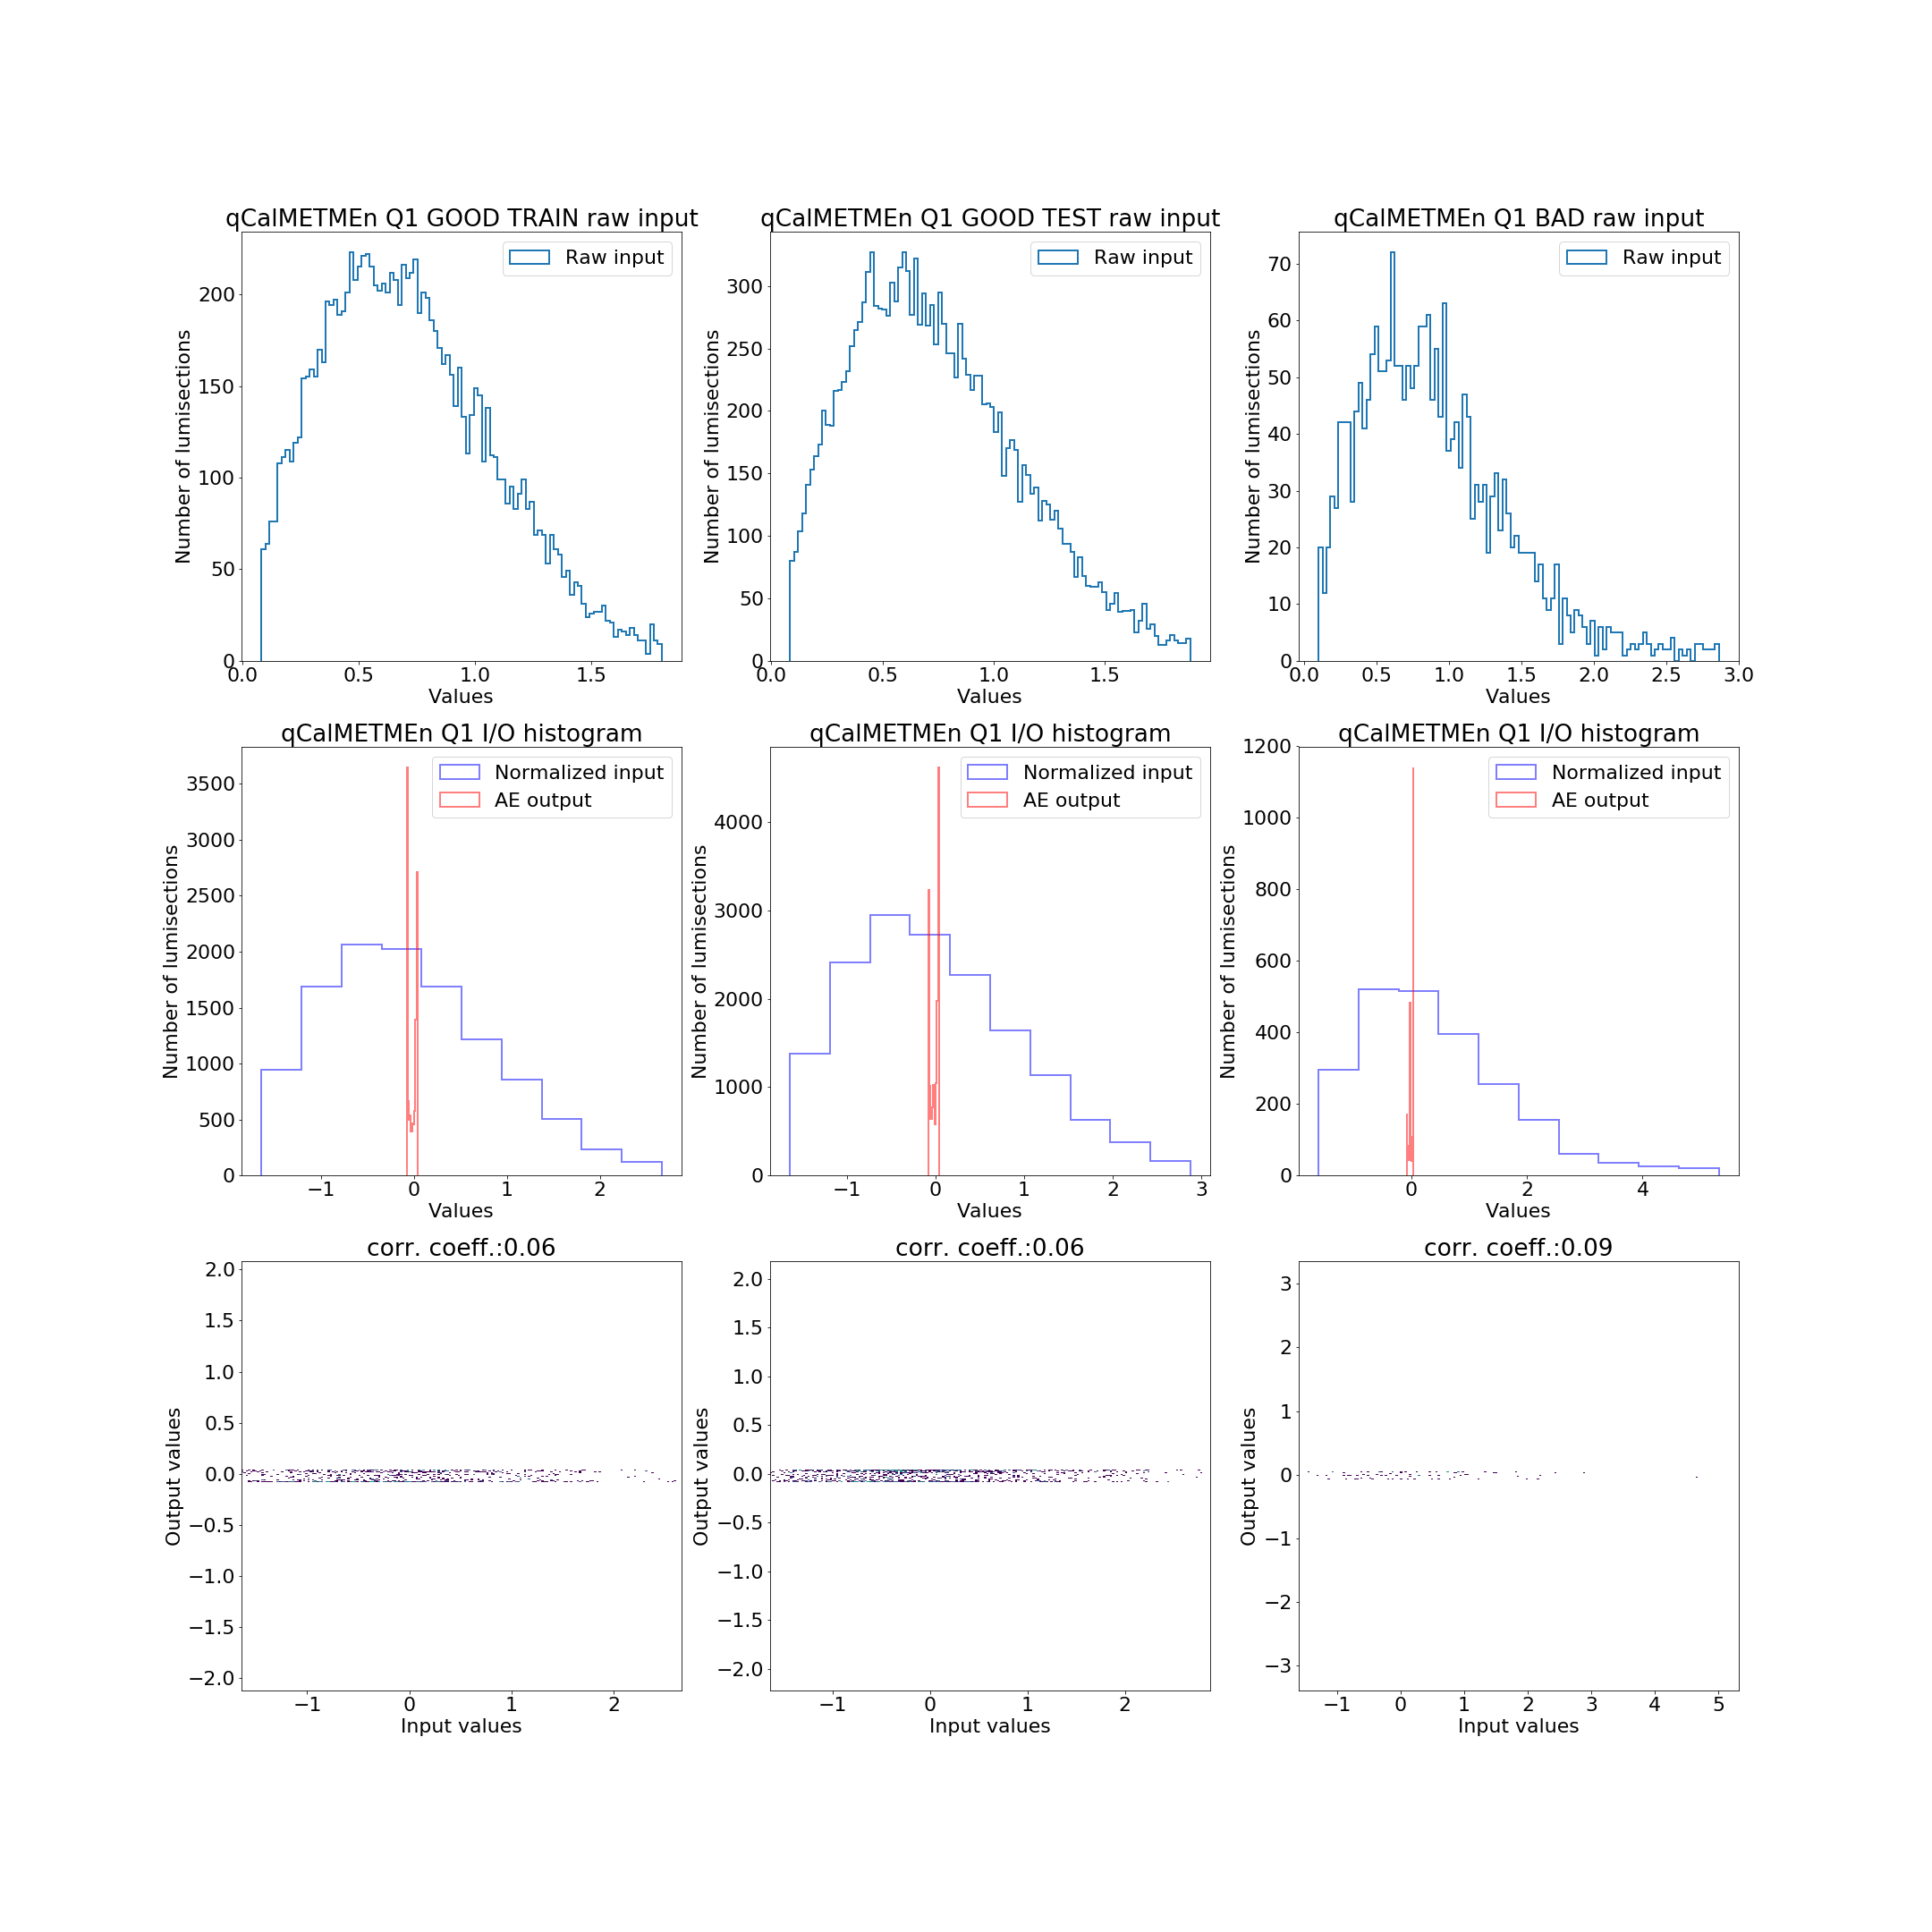 qCalMETMEn Q1 GOOD TRAIN raw input
Raw input
Number of lumisections
200
150
100
50
0
0.0 0.5 1.0 1.5
Values
qCalMETMEn Q1 GOOD TEST raw input
Raw input
Number of lumisections
300
250
200
150
100
50
0
0.0 0.5 1.0 1.5
Values
qCalMETMEn Q1 BAD raw input
Raw input
Number of lumisections
70
60
50
40
30
20
10
0
0.0 0.5 1.0 1.5 2.0 2.5 3.0
Values
qCalMETMEn Q1 I/O histogram
Normalized input
AE output
Number of lumisections
3500
3000
2500
2000
1500
1000
500
0
−1 0 1 2
Values
qCalMETMEn Q1 I/O histogram
Normalized input
AE output
Number of lumisections
4000
3000
2000
1000
0
−1 0 1 2 3
Values
qCalMETMEn Q1 I/O histogram
Normalized input
AE output
Number of lumisections
1200
1000
800
600
400
200
0
0 2 4
Values
corr. coeff.:0.06
Output values
2.0
1.5
1.0
0.5
0.0
−0.5
−1.0
−1.5
−2.0
−1 0 1 2
Input values
corr. coeff.:0.06
Output values
2.0
1.5
1.0
0.5
0.0
−0.5
−1.0
−1.5
−2.0
−1 0 1 2
Input values
corr. coeff.:0.09
Output values
3
2
1
0
−1
−2
−3
−1 0 1 2 3 4 5
Input values